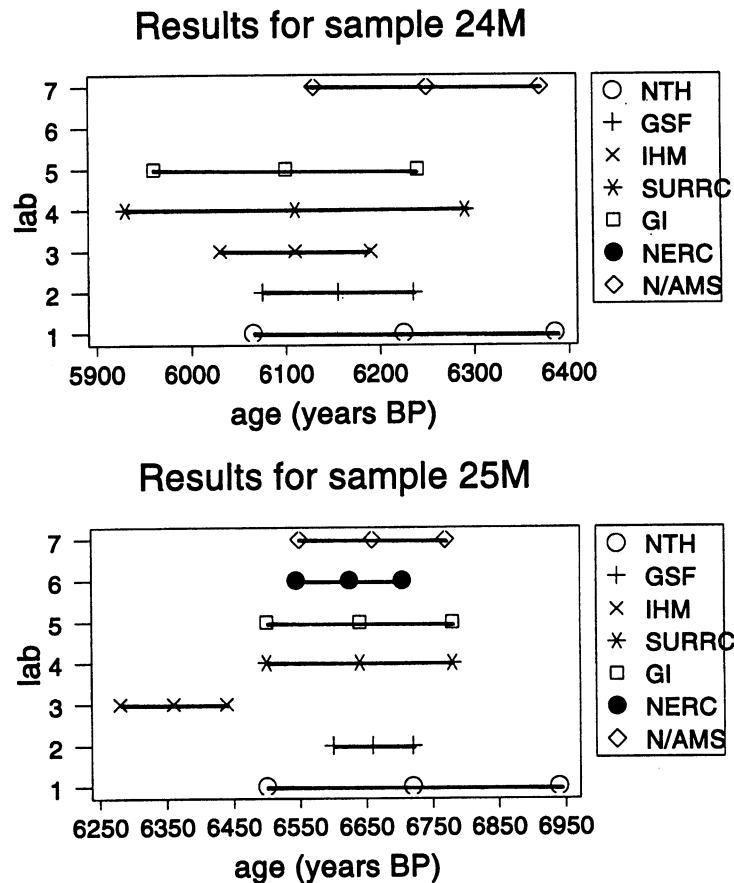 Results for sample 24M
7
6
5
4
3
2
1
lab
5900 6000 6100 6200 6300 6400
age (years BP)
NTH
GSF
IHM
SURRC
GI
NERC
N/AMS
Results for sample 25M
7
6
5
4
3
2
1
lab
6250 6350 6450 6550 6650 6750 6850 6950
age (years BP)
NTH
GSF
IHM
SURRC
GI
NERC
N/AMS